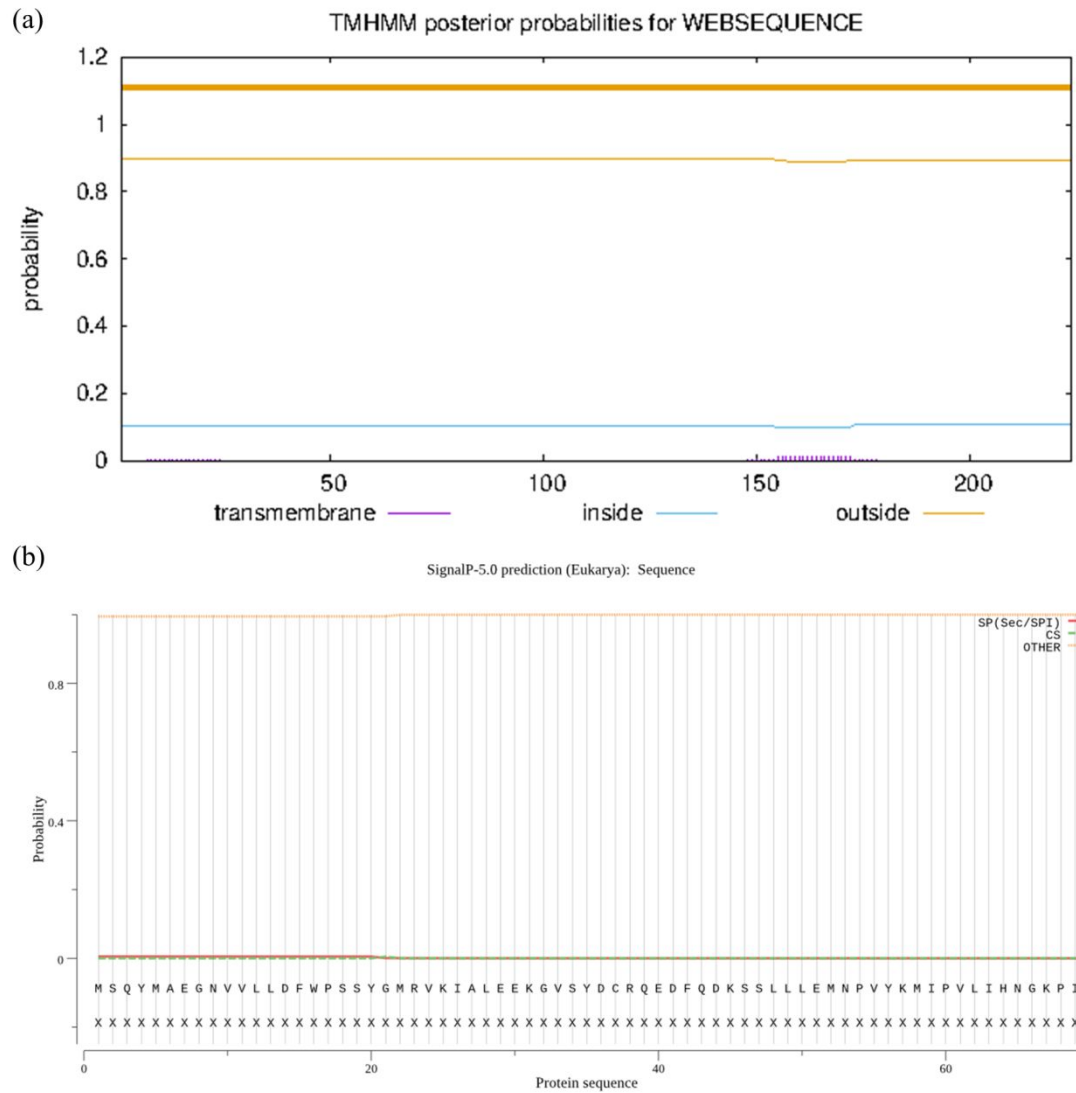 (a)
TMHMM posterior probabilities for WEBSEQUENCE
1.2
1
0.8
0.6
0.4
0.2
0
probability
50 100 150 200
transmembrane inside outside
(b)
SignalP-5.0 prediction (Eukarya): Sequence
SP(Sec/SPI)
CS
OTHER
0.8
0.4
0
Probability
M S Q Y M A E G N V V L L D F W P S S Y G M R V K I A L E E K G V S Y D C R Q E D F Q D K S S L L L E M N P V Y K M I P V L I H N G K P I
X X X X X X X X X X X X X X X X X X X X X X X X X X X X X X X X X X X X X X X X X X X X X X X X X X X X X X X X X X X X X X X X X X X X X
0 20 40 60
Protein sequence